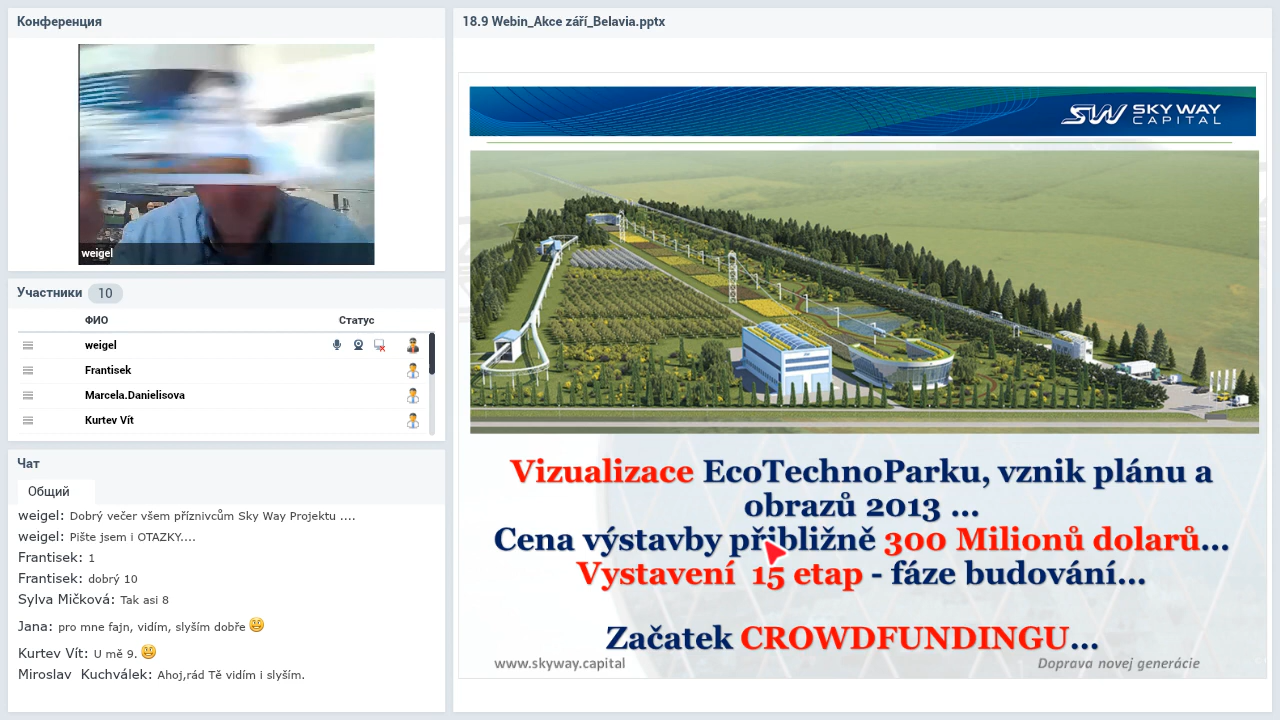 Конференция
weigel
Участники 10
ФИО Статус
weigel
Frantisek
Marcela.Danielisova
Kurtev Vít
Чат
Общий
weigel: Dobrý večer všem příznivcům Sky Way Projektu ....
weigel: Pište jsem i OTAZKY....
Frantisek: 1
Frantisek: dobrý 10
Sylva Mičková: Tak asi 8
Jana: pro mne fajn, vidím, slyším dobře
Kurtev Vít: U mě 9.
Miroslav Kuchválek: Ahoj,rád Tě vidím i slyším.
18.9 Webin_Akce září_Belavia.pptx
SW SKY WAY
CAPITAL
Vizualizace EcoTechnoParku, vznik plánu a
obrazů 2013 ...
Cena výstavby přibližně 300 Milionů dolarů...
Vystavení 15 etap - fáze budování...
Začatek CROWDFUNDINGU...
www.skyway.capital
Doprava novej generácie